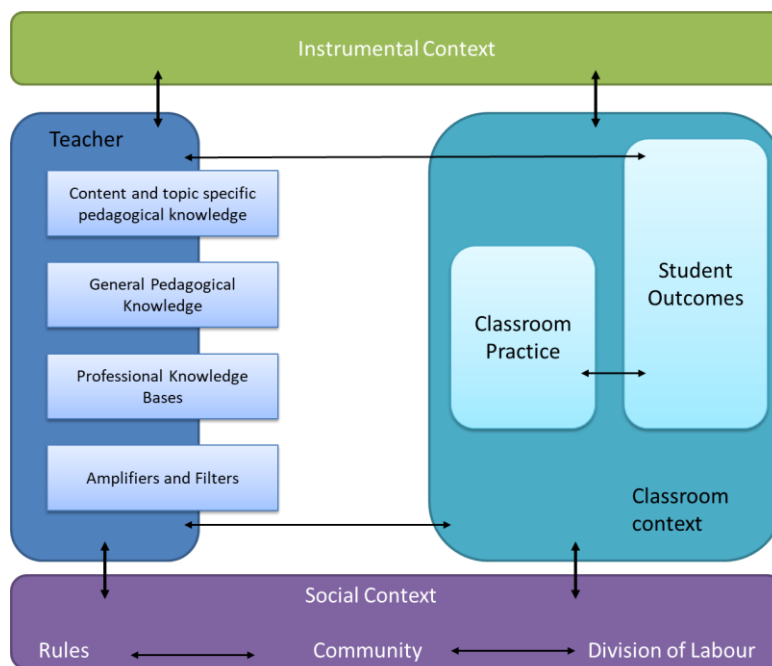 Instrumental Context
Teacher
Content and topic specific
pedagogical knowledge
General Pedagogical
Knowledge
Professional Knowledge
Bases
Amplifiers and Filters
Classroom
Practice
Student
Outcomes
Classroom
context
Social Context
Rules
Community
Division of Labour